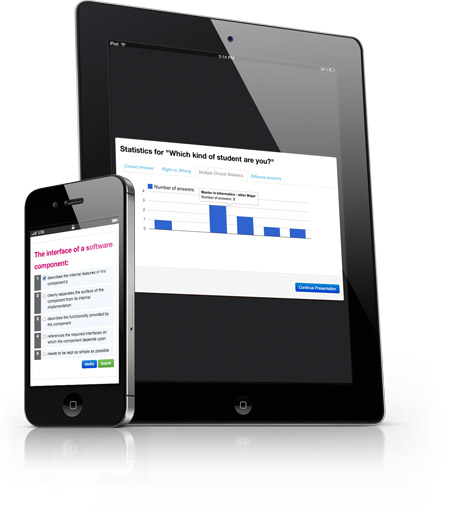 iPad
3:14 PM
Statistics for "Which kind of student are you?"
Correct Answer
Right vs. Wrong
Multiple Choice Statistics
Different answers
Number of answers
Master in Informatics - other Major
Number of answers: 3
Continue Presentation
The interface of a software
component:
1 describes the internal features of the
component's
2 clearly separates the surface of the
component from its internal
implementation
3 describes the functionality provided by
the component
4 references the required interfaces on
which the component depends upon
5 needs to be kept as simple as possible
Modify
Submit